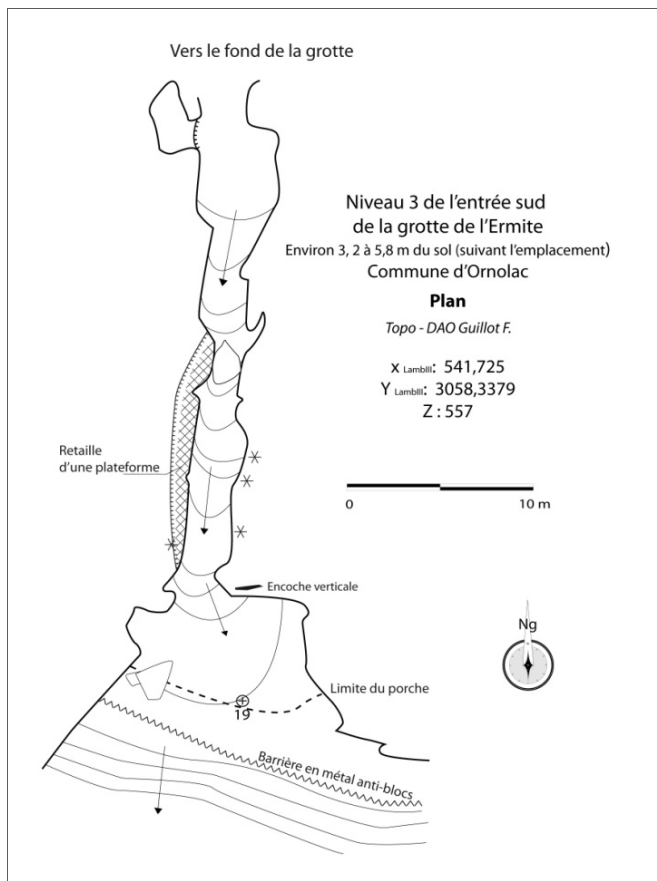 Vers le fond de la grotte
Niveau 3 de l'entrée sud
de la grotte de l'Ermite
Environ 3, 2 à 5,8 m du sol (suivant l'emplacement)
Commune d'Ornolac
Plan
Topo - DAO Guillot F.
x LambIII: 541,725
Y LambIII: 3058,3379
Z : 557
Retaille
d'une plateforme
0 10 m
Encoche verticale
Ng
Limite du porche
19
Barrière en métal anti-blocs